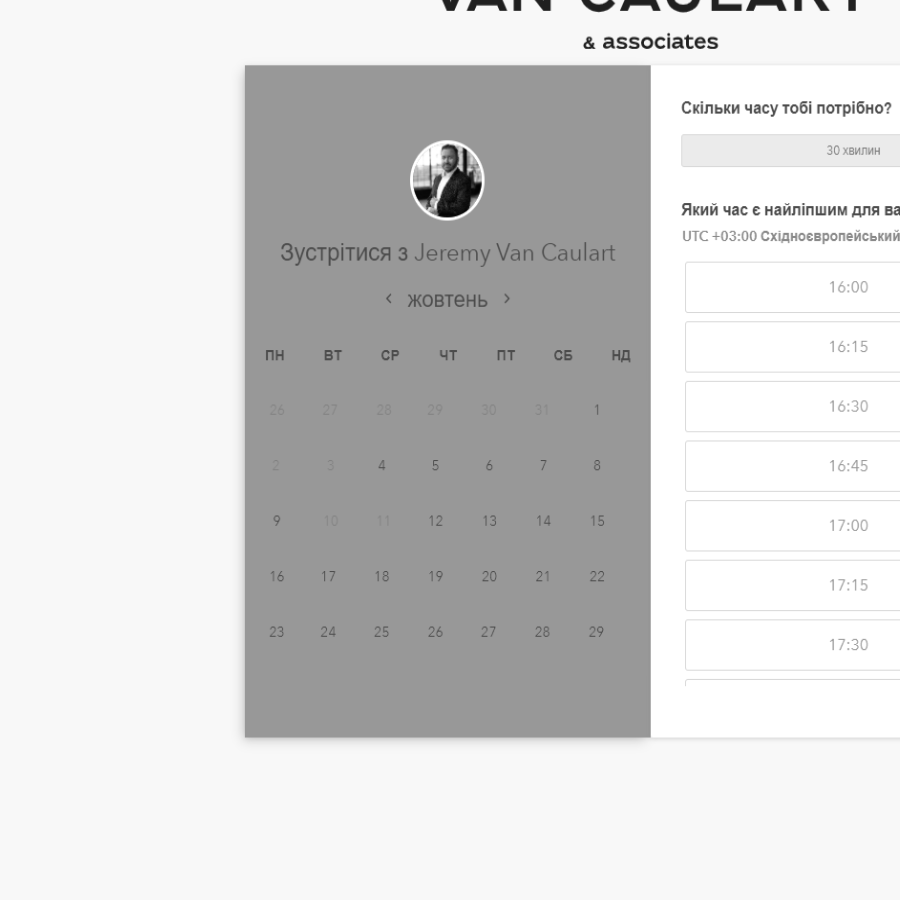 VAN CAULART
& associates
Зустрітися з Jeremy Van Caulart
жовтень
ПН ВТ СР ЧТ ПТ СБ НД
26 27 28 29 30 31 1
2 3 4 5 6 7 8
9 10 11 12 13 14 15
16 17 18 19 20 21 22
23 24 25 26 27 28 29
Скільки часу тобі потрібно?
30 хвилин
Який час є найліпшим для ва
UTC +03:00 Східноєвропейський
16:00
16:15
16:30
16:45
17:00
17:15
17:30